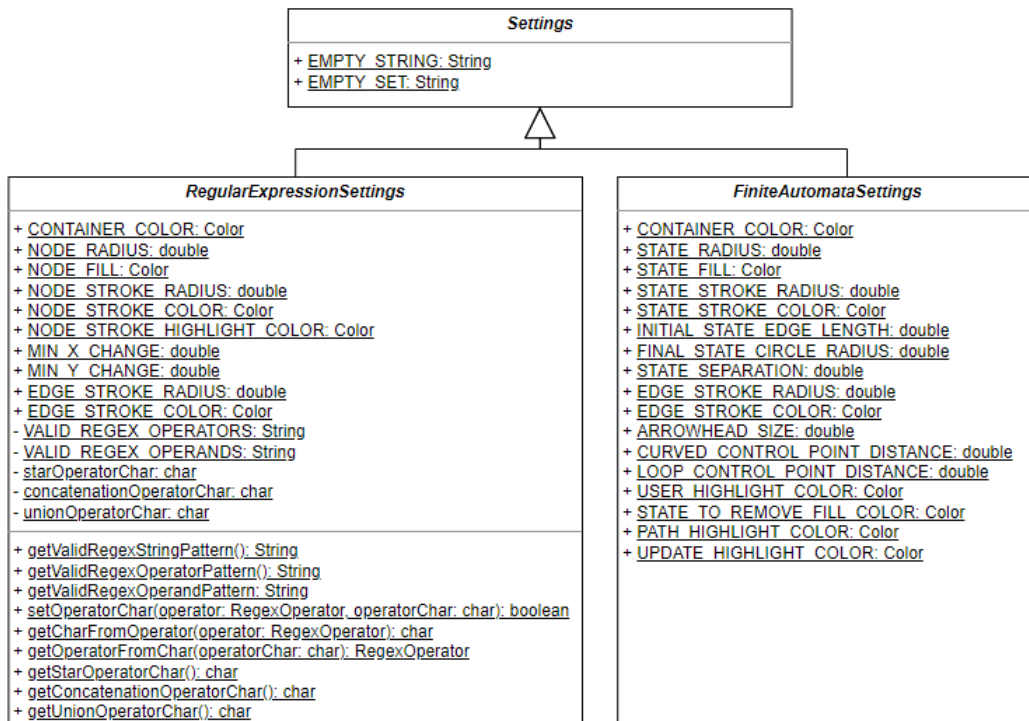 Settings
+ EMPTY_STRING: String
+ EMPTY_SET: String
RegularExpressionSettings
+ CONTAINER_COLOR: Color
+ NODE_RADIUS: double
+ NODE_FILL: Color
+ NODE_STROKE_RADIUS: double
+ NODE_STROKE_COLOR: Color
+ NODE_STROKE_HIGHLIGHT_COLOR: Color
+ MIN_X_CHANGE: double
+ MIN_Y_CHANGE: double
+ EDGE_STROKE_RADIUS: double
+ EDGE_STROKE_COLOR: Color
- VALID_REGEX_OPERATORS: String
- VALID_REGEX_OPERANDS: String
- starOperatorChar: char
- concatenationOperatorChar: char
- unionOperatorChar: char
+ getValidRegexStringPattern(): String
+ getValidRegexOperatorPattern(): String
+ getValidRegexOperandPattern: String
+ setOperatorChar(operator: RegexOperator, operatorChar: char): boolean
+ getCharFromOperator(operator: RegexOperator): char
+ getOperatorFromChar(operatorChar: char): RegexOperator
+ getStarOperatorChar(): char
+ getConcatenationOperatorChar(): char
+ getUnionOperatorChar(): char
FiniteAutomataSettings
+ CONTAINER_COLOR: Color
+ STATE_RADIUS: double
+ STATE_FILL: Color
+ STATE_STROKE_RADIUS: double
+ STATE_STROKE_COLOR: Color
+ INITIAL_STATE_EDGE_LENGTH: double
+ FINAL_STATE_CIRCLE_RADIUS: double
+ STATE_SEPARATION: double
+ EDGE_STROKE_RADIUS: double
+ EDGE_STROKE_COLOR: Color
+ ARROWHEAD_SIZE: double
+ CURVED_CONTROL_POINT_DISTANCE: double
+ LOOP_CONTROL_POINT_DISTANCE: double
+ USER_HIGHLIGHT_COLOR: Color
+ STATE_TO_REMOVE_FILL_COLOR: Color
+ PATH_HIGHLIGHT_COLOR: Color
+ UPDATE_HIGHLIGHT_COLOR: Color